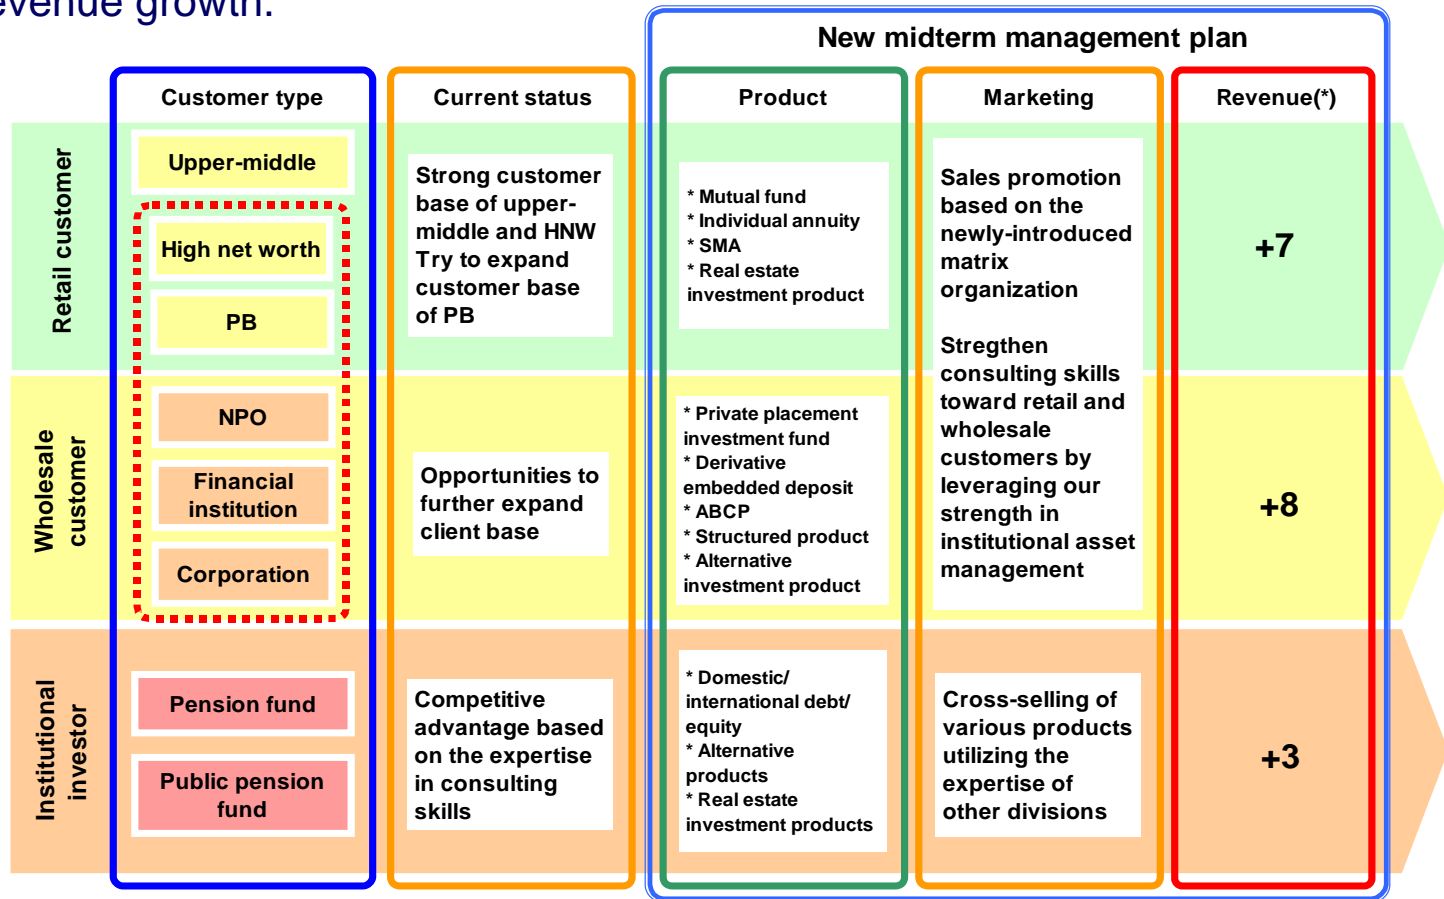 evenue growth.
New midterm management plan
Customer type
Current status
Product
Marketing
Revenue(*)
Retail customer
Upper-middle
High net worth
PB
Strong customer
base of upper-
middle and HNW
Try to expand
customer base
of PB
* Mutual fund
* Individual annuity
* SMA
* Real estate
investment product
Sales promotion
based on the
newly-introduced
matrix
organization
Stregthen
consulting skills
toward retail and
wholesale
customers by
leveraging our
strength in
institutional asset
management
+7
Wholesale
customer
NPO
Financial
institution
Corporation
Opportunities to
further expand
client base
* Private placement
investment fund
* Derivative
embedded deposit
* ABCP
* Structured product
* Alternative
investment product
+8
Institutional
investor
Pension fund
Public pension
fund
Competitive
advantage based
on the expertise
in consulting
skills
* Domestic/
international debt/
equity
* Alternative
products
* Real estate
investment products
Cross-selling of
various products
utilizing the
expertise of
other divisions
+3